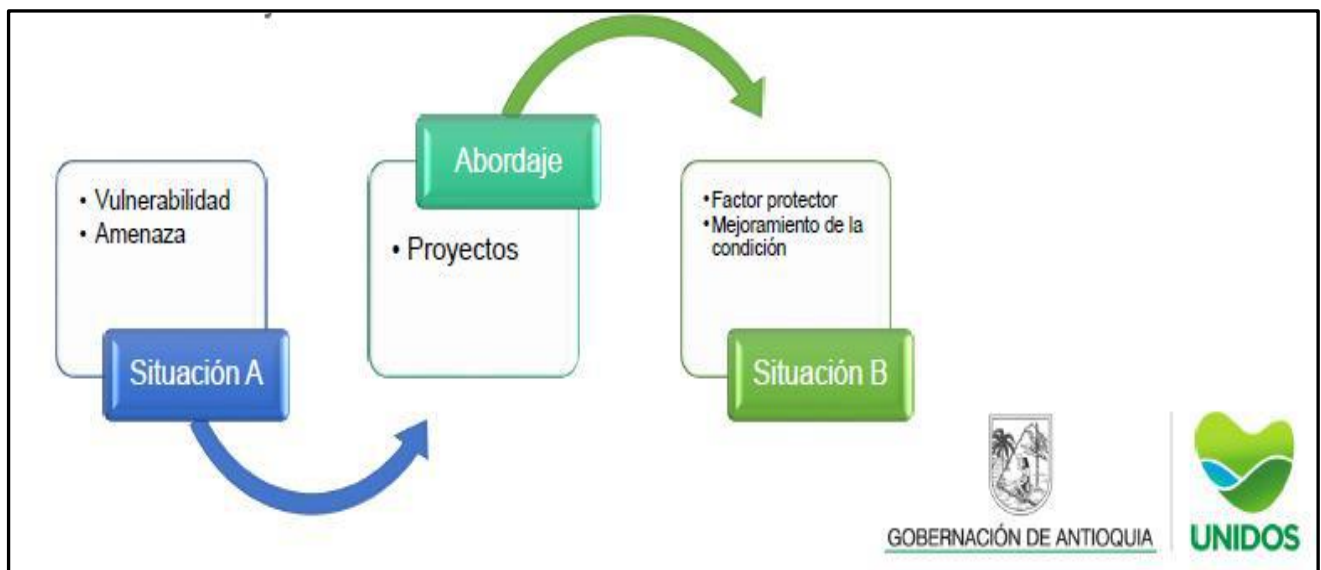 • Vulnerabilidad
• Amenaza
Situación A
Abordaje
• Proyectos
•Factor protector
•Mejoramiento de la
condición
Situación B
GOBERNACIÓN DE ANTIOQUIA
UNIDOS